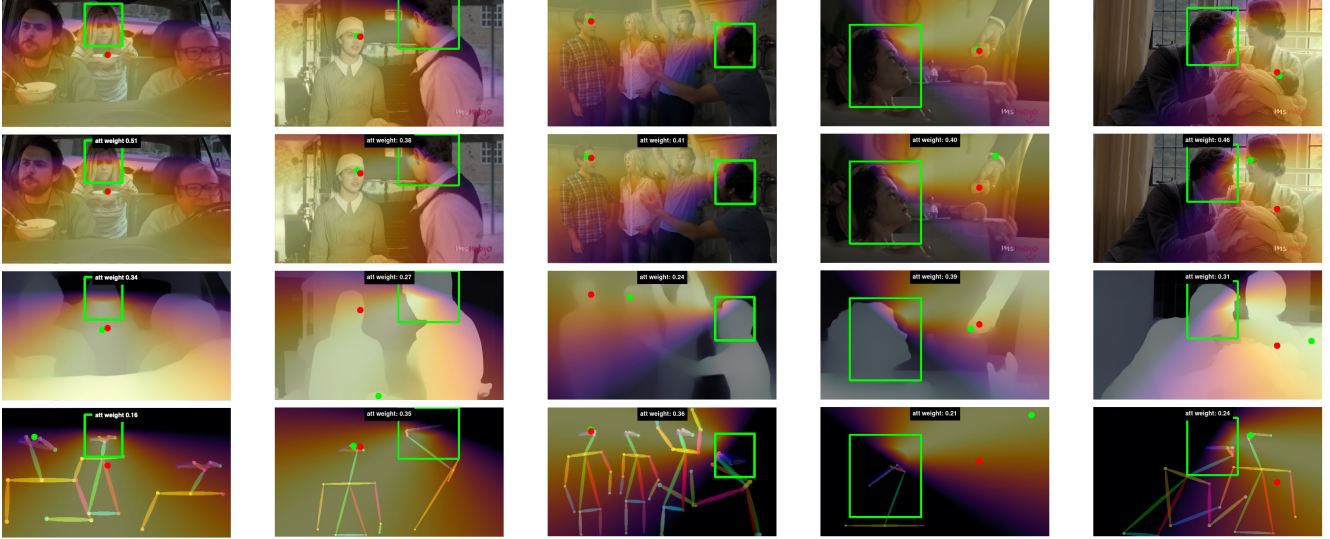 att weight 0.51
att weight: 0.38
att weight: 0.41
att weight: 0.40
att weight: 0.46
att weight 0.34
att weight: 0.27
att weight: 0.24
att weight: 0.39
att weight: 0.31
att weight 0.16
att weight: 0.35
att weight: 0.36
att weight: 0.21
att weight: 0.24